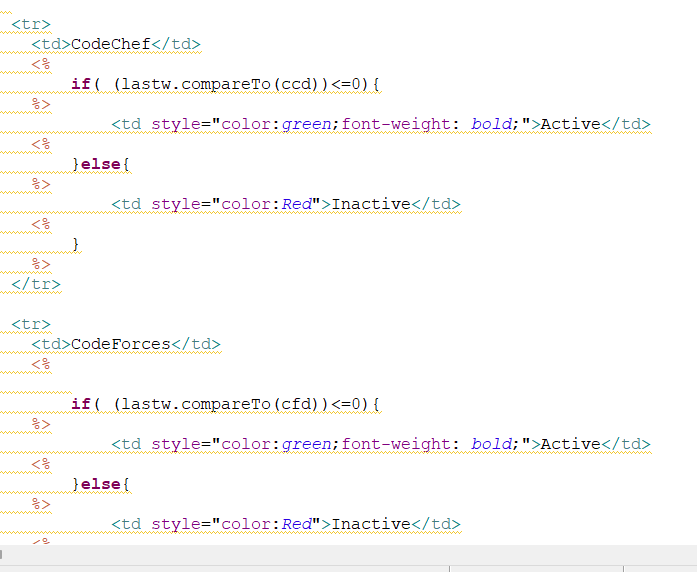 <tr>
<td>CodeChef</td>
<%
if( (lastw.compareTo(ccd))<=0){
%>
<td style="color:green;font-weight: bold;">Active</td>
<%
}else{
%>
<td style="color:Red">Inactive</td>
<%
}
%>
</tr>
<tr>
<td>CodeForces</td>
<%
if( (lastw.compareTo(cfd))<=0){
%>
<td style="color:green;font-weight: bold;">Active</td>
<%
}else{
%>
<td style="color:Red">Inactive</td>
<%